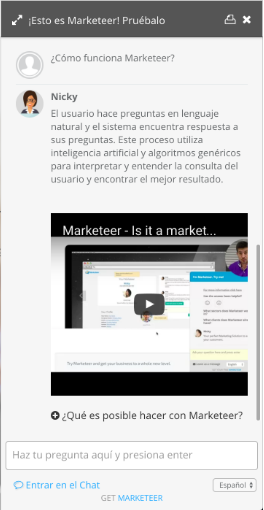 ¡Esto es Marketeer! Pruébalo
¿Cómo funciona Marketeer?
Nicky
El usuario hace preguntas en lenguaje
natural y el sistema encuentra respuesta a
sus preguntas. Este proceso utiliza
inteligencia artificial y algoritmos genéricos
para interpretar y entender la consulta del
usuario y encontrar el mejor resultado.
Marketeer - Is it a market...
¿Qué es posible hacer con Marketeer?
Haz tu pregunta aquí y presiona enter
Entrar en el Chat
Español
GET MARKETEER